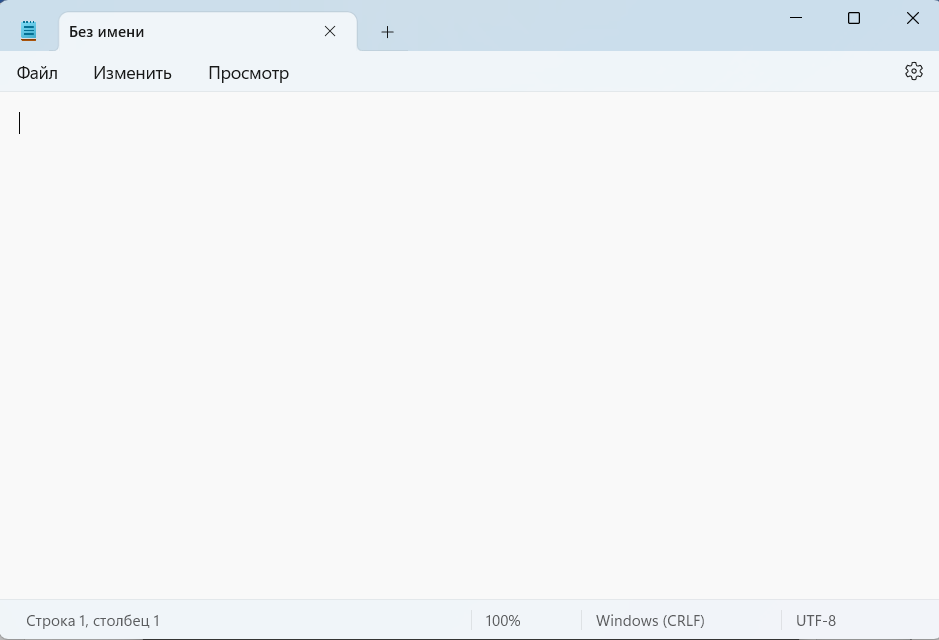 Без имени
Файл Изменить Просмотр
Строка 1, столбец 1 100% Windows (CRLF) UTF-8